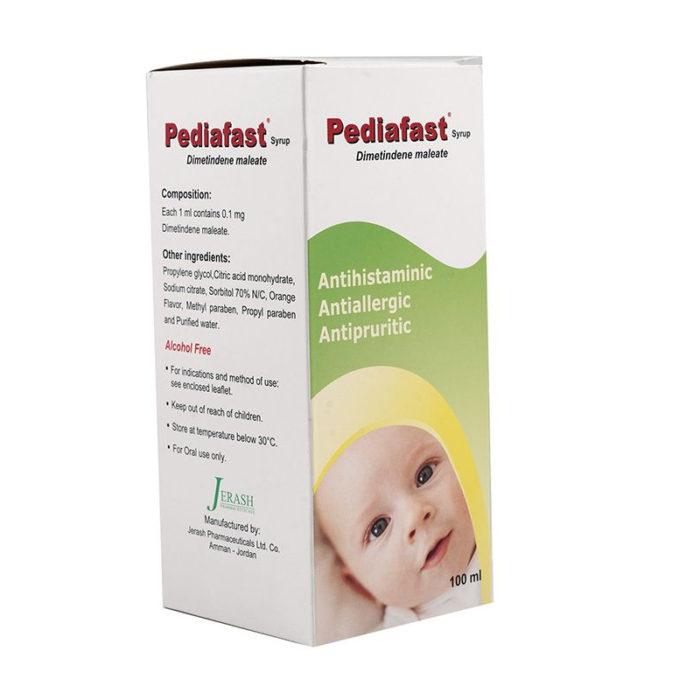 Pediafast® Syrup
Dimetindene maleate
Composition:
Each 1 ml contains 0.1 mg
Dimetindene maleate.
Other ingredients:
Propylene glycol,Citric acid monohydrate,
Sodium citrate, Sorbitol 70% N/C, Orange
Flavor, Methyl paraben, Propyl paraben
and Purified water.
Alcohol Free
• For indications and method of use:
see enclosed leaflet.
• Keep out of reach of children.
• Store at temperature below 30°C.
• For Oral use only.
JERASH
PHARMACEUTICALS
Manufactured by:
Jerash Pharmaceuticals Ltd. Co.
Amman - Jordan
Pediafast® Syrup
Dimetindene maleate
Antihistaminic
Antiallergic
Antipruritic
100 ml